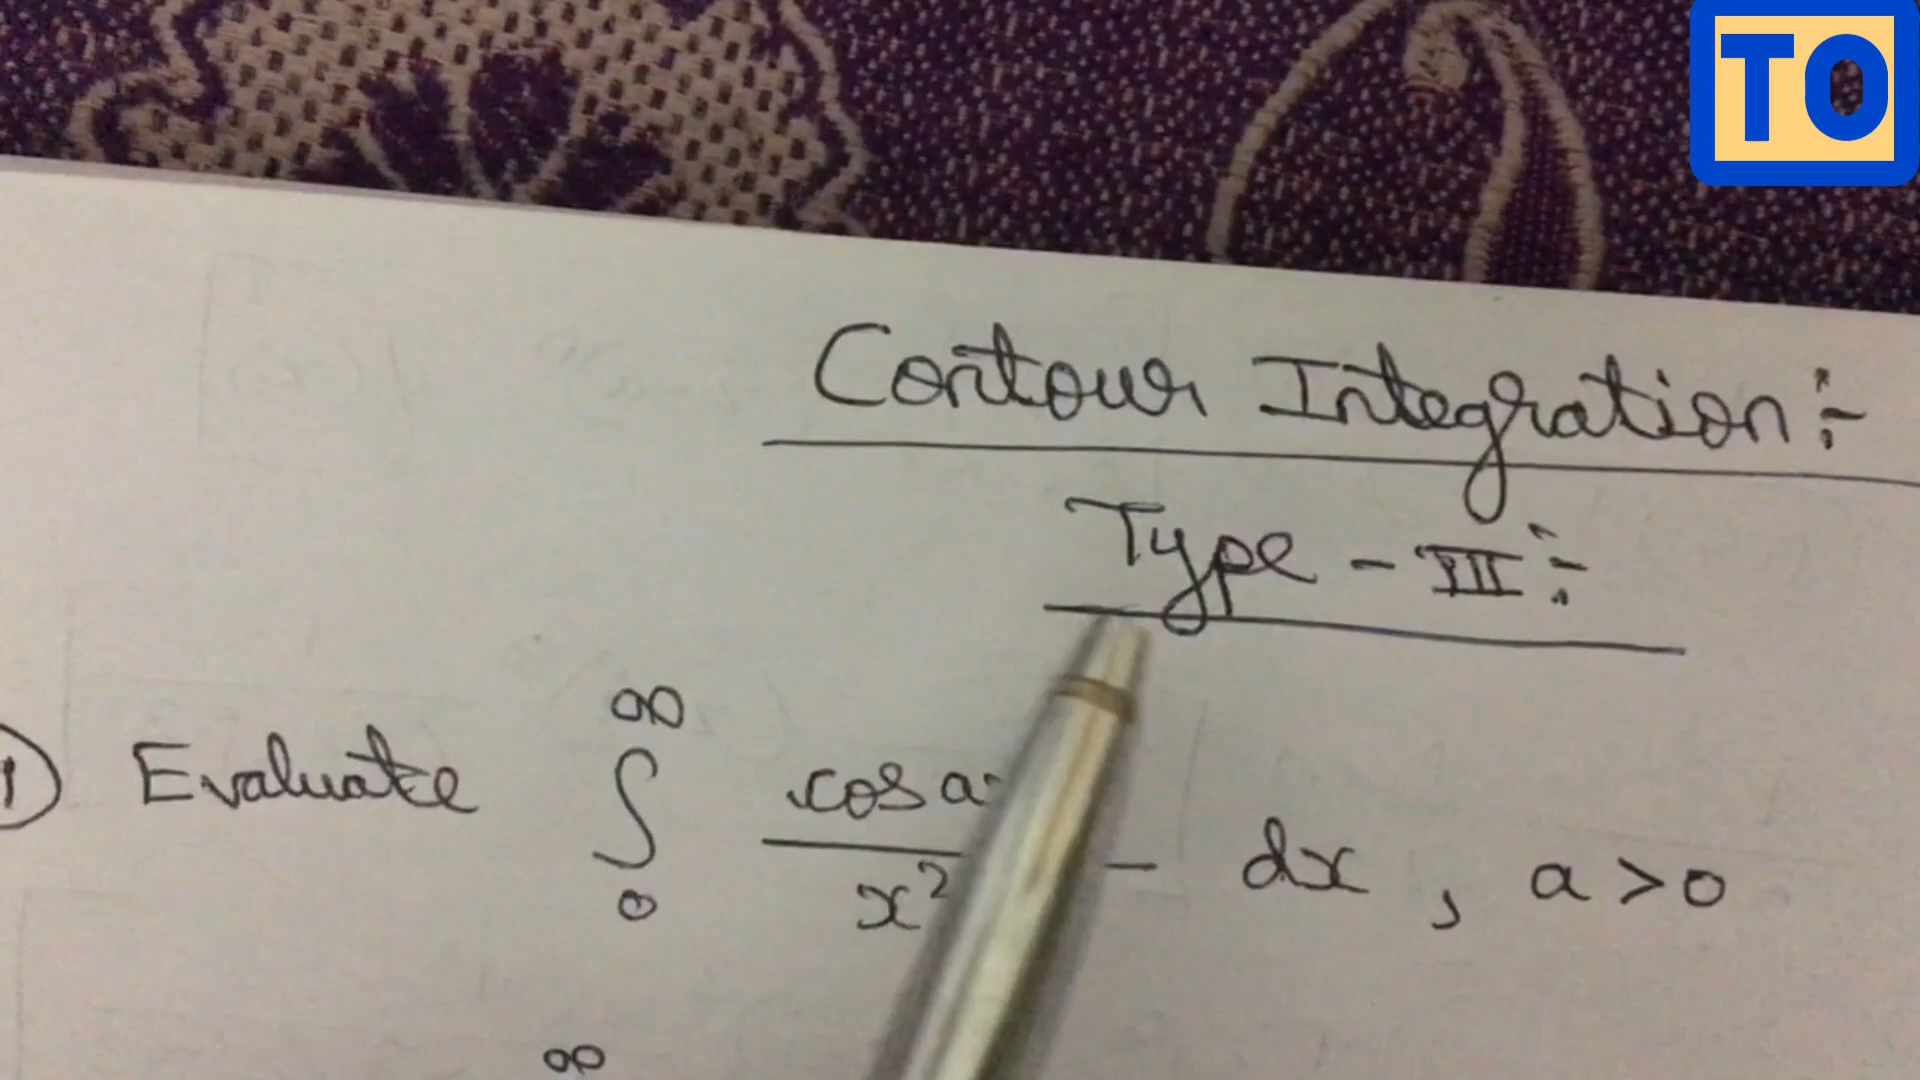 TO
Contour Integration:-
Type - III :-
1) Evaluate ∫₀^∞ cos a x² dx , a > 0
∞